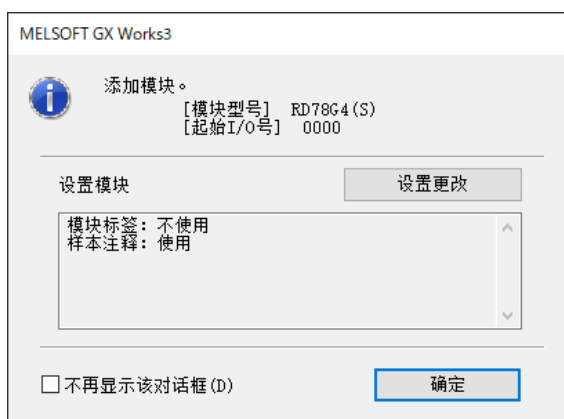 MELSOFT GX Works3
添加模块。
[模块型号] RD78G4(S)
[起始I/O号] 0000
设置模块
设置更改
模块标签: 不使用
样本注释: 使用
不再显示该对话框(D)
确定